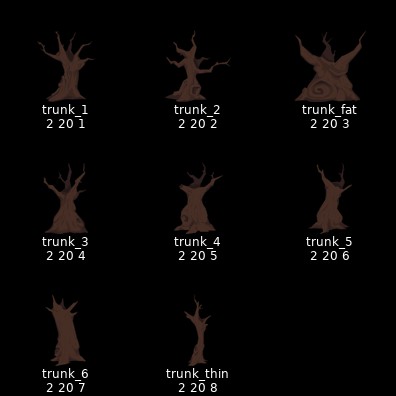 trunk_1
2 20 1
trunk_2
2 20 2
trunk_fat
2 20 3
trunk_3
2 20 4
trunk_4
2 20 5
trunk_5
2 20 6
trunk_6
2 20 7
trunk_thin
2 20 8